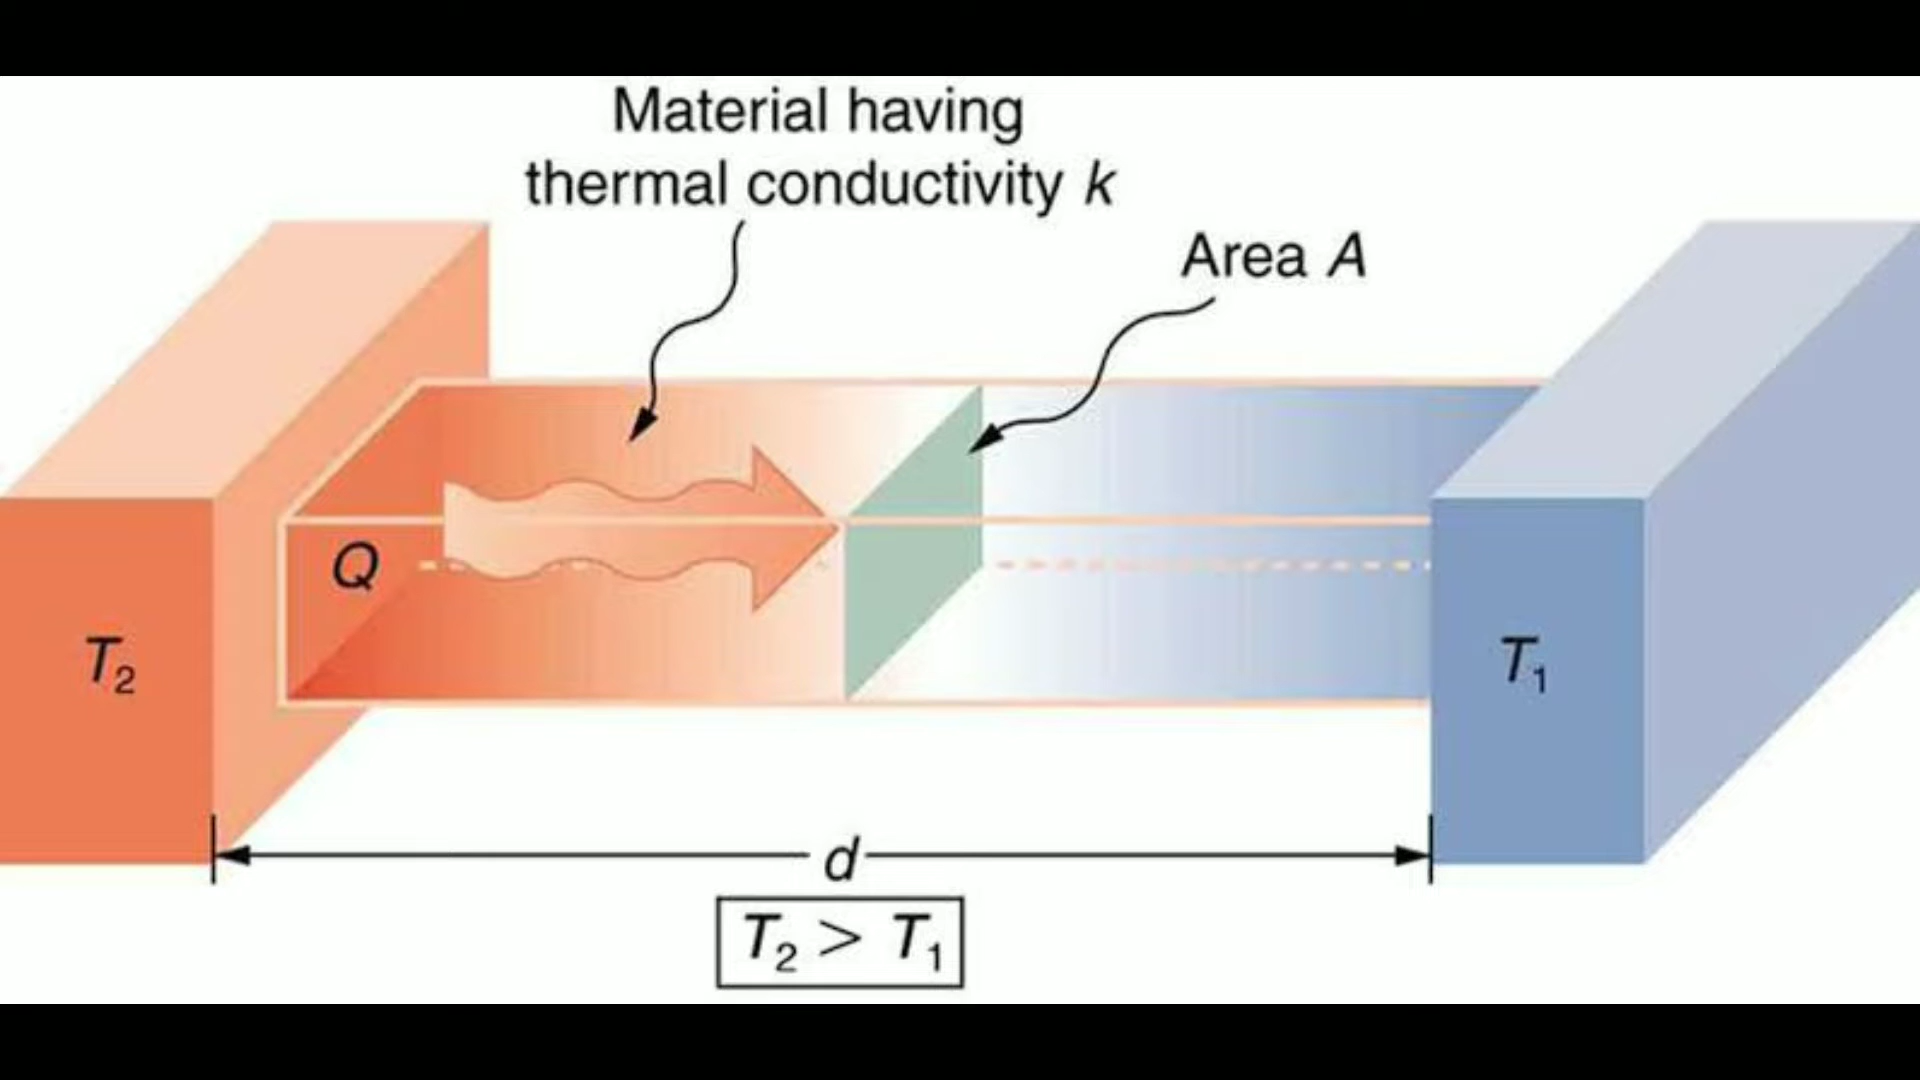 Material having
thermal conductivity k
Area A
Q
T₂
T₁
d
T₂ > T₁